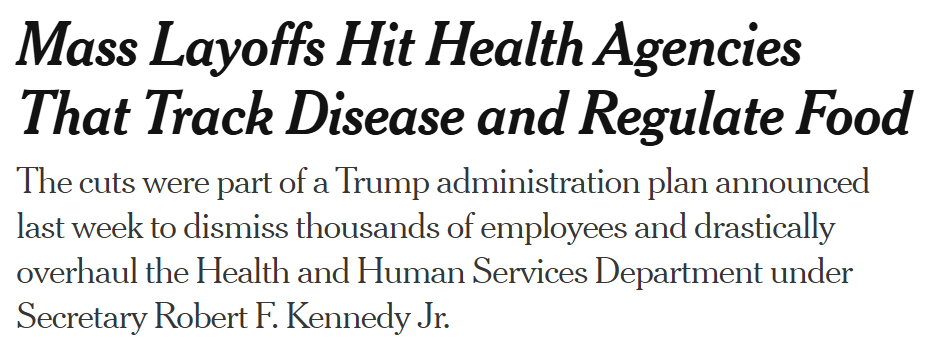 Mass Layoffs Hit Health Agencies
That Track Disease and Regulate Food
The cuts were part of a Trump administration plan announced
last week to dismiss thousands of employees and drastically
overhaul the Health and Human Services Department under
Secretary Robert F. Kennedy Jr.